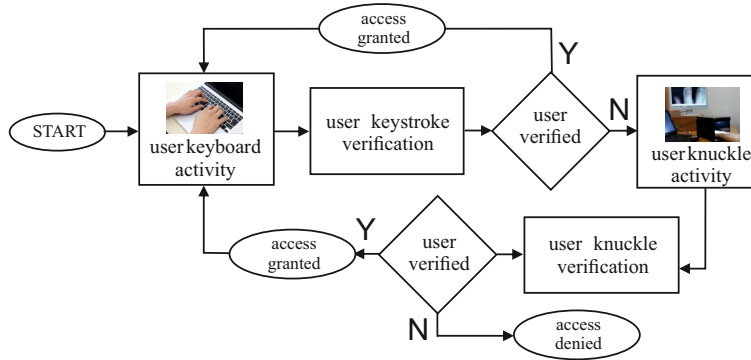 access
granted
Y
START
user keyboard
activity
user keystroke
verification
user
verified
N
user knuckle
activity
access
granted
Y
user
verified
user knuckle
verification
N
access
denied